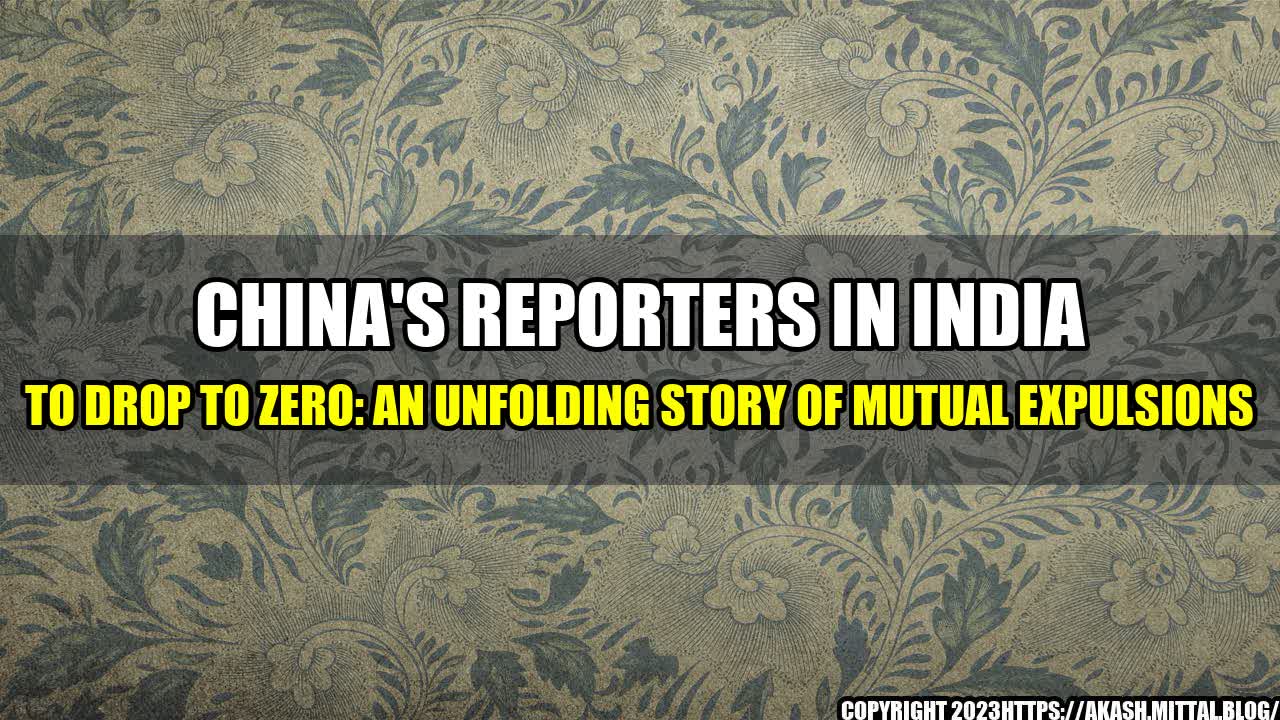 CHINA'S REPORTERS IN INDIA
TO DROP TO ZERO: AN UNFOLDING STORY OF MUTUAL EXPULSIONS
COPYRIGHT 2023HTTPS://AKASH.MITTAL.BLOG/